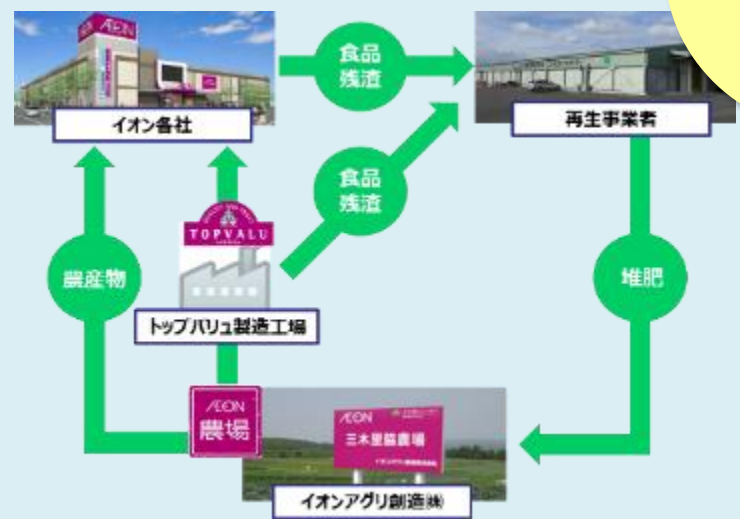 ÆON
イオン各社
食品
残渣
再生事業者
食品
残渣
TOPVALU
トップバリュ製造工場
農産物
堆肥
ÆON
農場
ÆON
三木里脇農場
イオンアグリ創造㈱